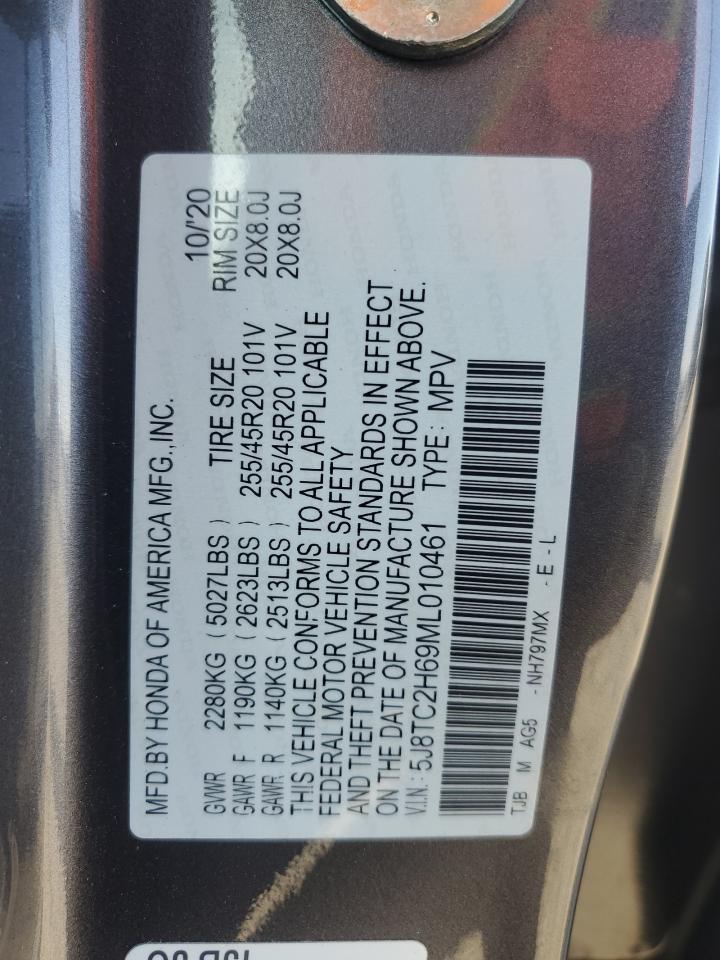 MFD.BY HONDA OF AMERICA MFG.,INC. 10/'20
GVWR 2280KG (5027LBS) TIRE SIZE RIM SIZE
GAWR F 1190KG (2623LBS) 255/45R20 101V 20X8.0J
GAWR R 1140KG (2513LBS) 255/45R20 101V 20X8.0J
THIS VEHICLE CONFORMS TO ALL APPLICABLE
FEDERAL MOTOR VEHICLE SAFETY
AND THEFT PREVENTION STANDARDS IN EFFECT
ON THE DATE OF MANUFACTURE SHOWN ABOVE.
V.I.N.: 5J8TC2H69ML010461 TYPE: MPV
TJB M AG5 -NH797MX -E-L